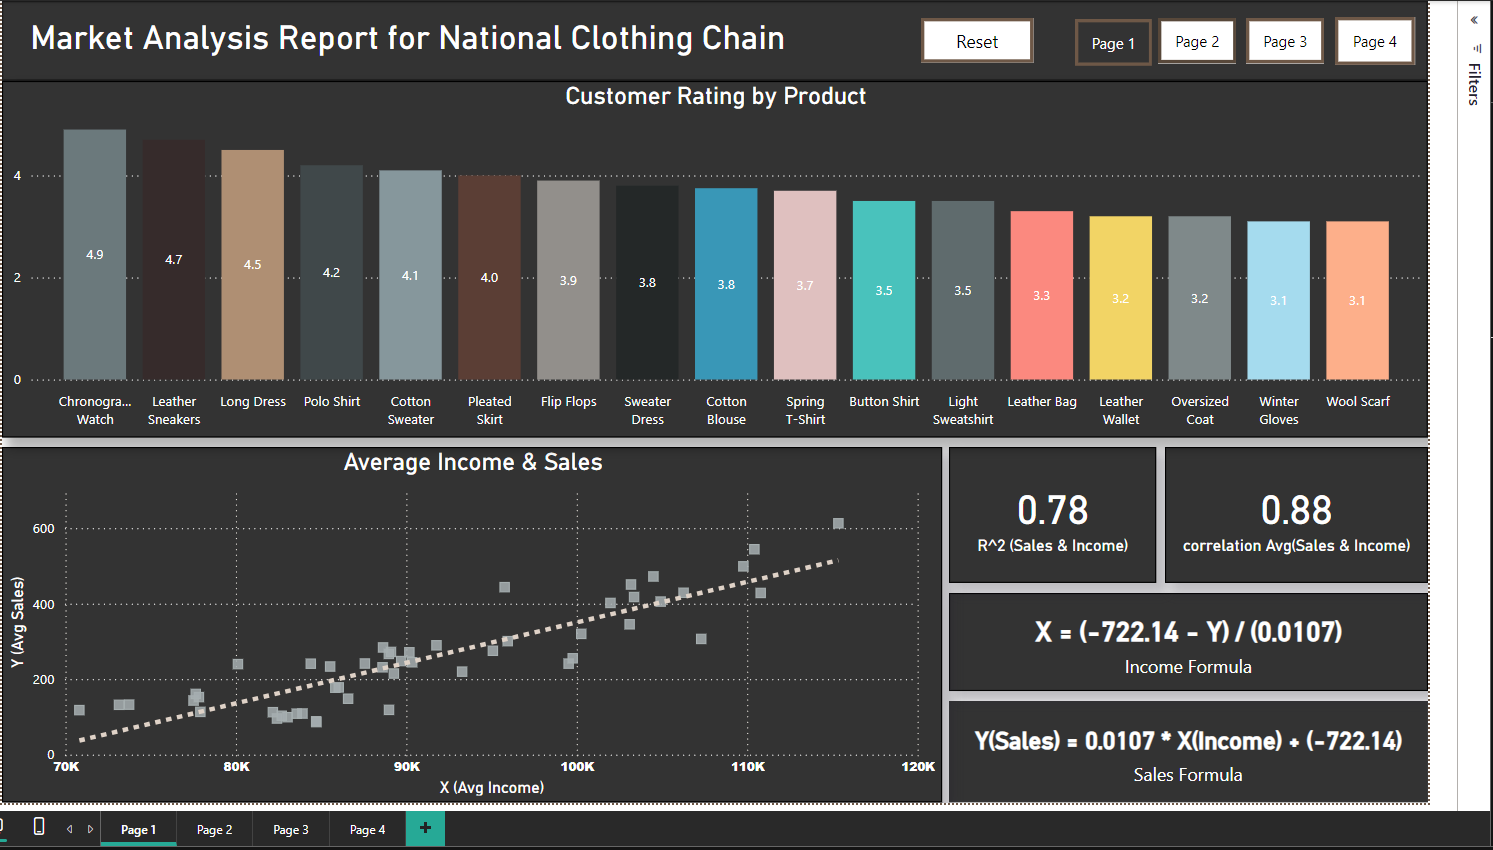 Market Analysis Report for National Clothing Chain
Reset
Page 1
Page 2
Page 3
Page 4
«
Filters
Customer Rating by Product
4
2
0
4.9
4.7
4.5
4.2
4.1
4.0
3.9
3.8
3.8
3.7
3.5
3.5
3.3
3.2
3.2
3.1
3.1
Chronogra...
Watch
Leather
Sneakers
Long Dress
Polo Shirt
Cotton
Sweater
Pleated
Skirt
Flip Flops
Sweater
Dress
Cotton
Blouse
Spring
T-Shirt
Button Shirt
Light
Sweatshirt
Leather Bag
Leather
Wallet
Oversized
Coat
Winter
Gloves
Wool Scarf
Average Income & Sales
Y (Avg Sales)
600
400
200
0
70K
80K
90K
100K
110K
120K
X (Avg Income)
0.78
R^2 (Sales & Income)
0.88
correlation Avg(Sales & Income)
X = (-722.14 - Y) / (0.0107)
Income Formula
Y(Sales) = 0.0107 * X(Income) + (-722.14)
Sales Formula
Page 1
Page 2
Page 3
Page 4
+